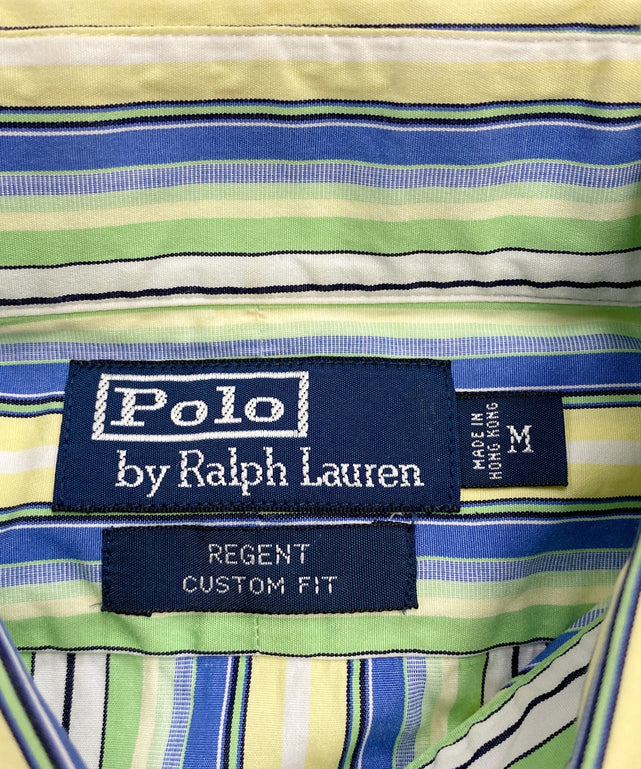 Polo
by Ralph Lauren
MADE IN
HONG KONG
M
REGENT
CUSTOM FIT